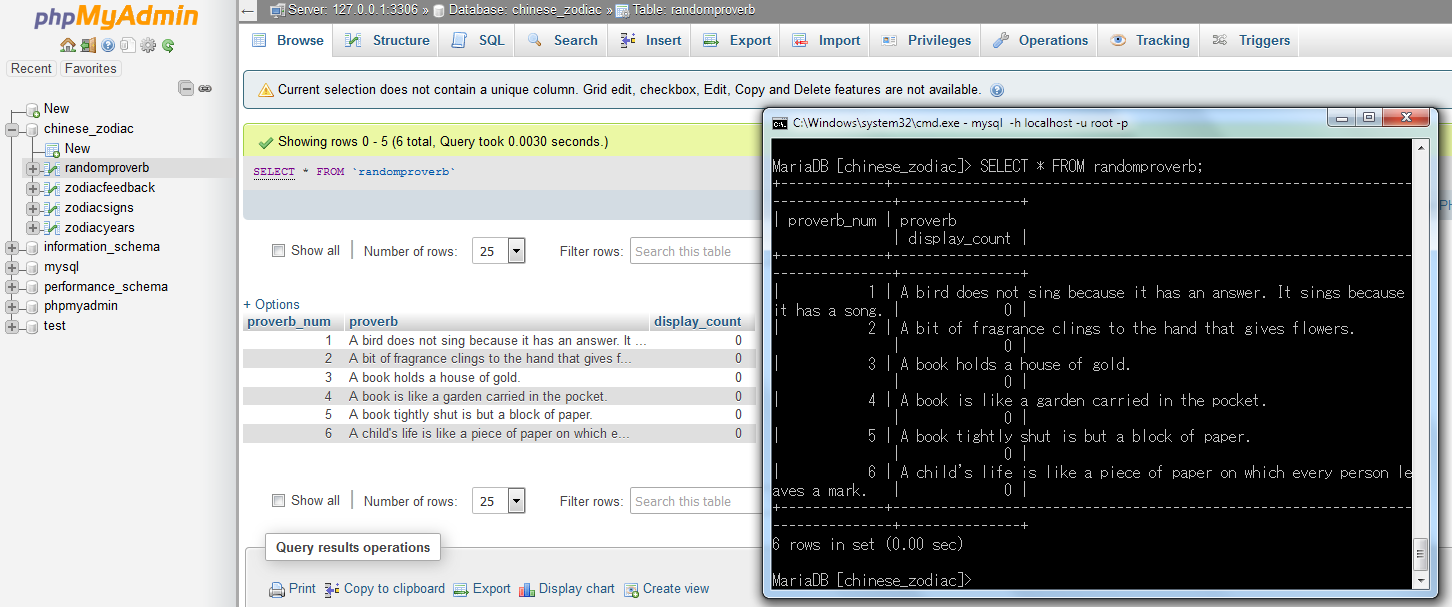 phpMyAdmin
Recent Favorites
New
chinese_zodiac
New
randomproverb
zodiacfeedback
zodiacsigns
zodiacyears
information_schema
mysql
performance_schema
phpmyadmin
test
Server: 127.0.0.1:3306 » Database: chinese_zodiac » Table: randomproverb
Browse Structure SQL Search Insert Export Import Privileges Operations Tracking Triggers
Current selection does not contain a unique column. Grid edit, checkbox, Edit, Copy and Delete features are not available.
Showing rows 0 - 5 (6 total, Query took 0.0030 seconds.)
SELECT * FROM `randomproverb`
Show all | Number of rows: 25 Filter rows: Search this table
+ Options
proverb_num proverb display_count
1 A bird does not sing because it has an answer. It ... 0
2 A bit of fragrance clings to the hand that gives f... 0
3 A book holds a house of gold. 0
4 A book is like a garden carried in the pocket. 0
5 A book tightly shut is but a block of paper. 0
6 A child's life is like a piece of paper on which e... 0
Show all | Number of rows: 25 Filter rows: Search this table
Query results operations
Print Copy to clipboard Export Display chart Create view
C:\Windows\system32\cmd.exe - mysql -h localhost -u root -p
MariaDB [chinese_zodiac]> SELECT * FROM randomproverb;
+-------------+-----------------------------------------------------------------
---------------+---------------+
| proverb_num | proverb
               | display_count |
+-------------+-----------------------------------------------------------------
---------------+---------------+
|           1 | A bird does not sing because it has an answer. It sings because
it has a song. |             0 |
|           2 | A bit of fragrance clings to the hand that gives flowers.
               |             0 |
|           3 | A book holds a house of gold.
               |             0 |
|           4 | A book is like a garden carried in the pocket.
               |             0 |
|           5 | A book tightly shut is but a block of paper.
               |             0 |
|           6 | A child's life is like a piece of paper on which every person le
aves a mark.   |             0 |
+-------------+-----------------------------------------------------------------
---------------+---------------+
6 rows in set (0.00 sec)
MariaDB [chinese_zodiac]>